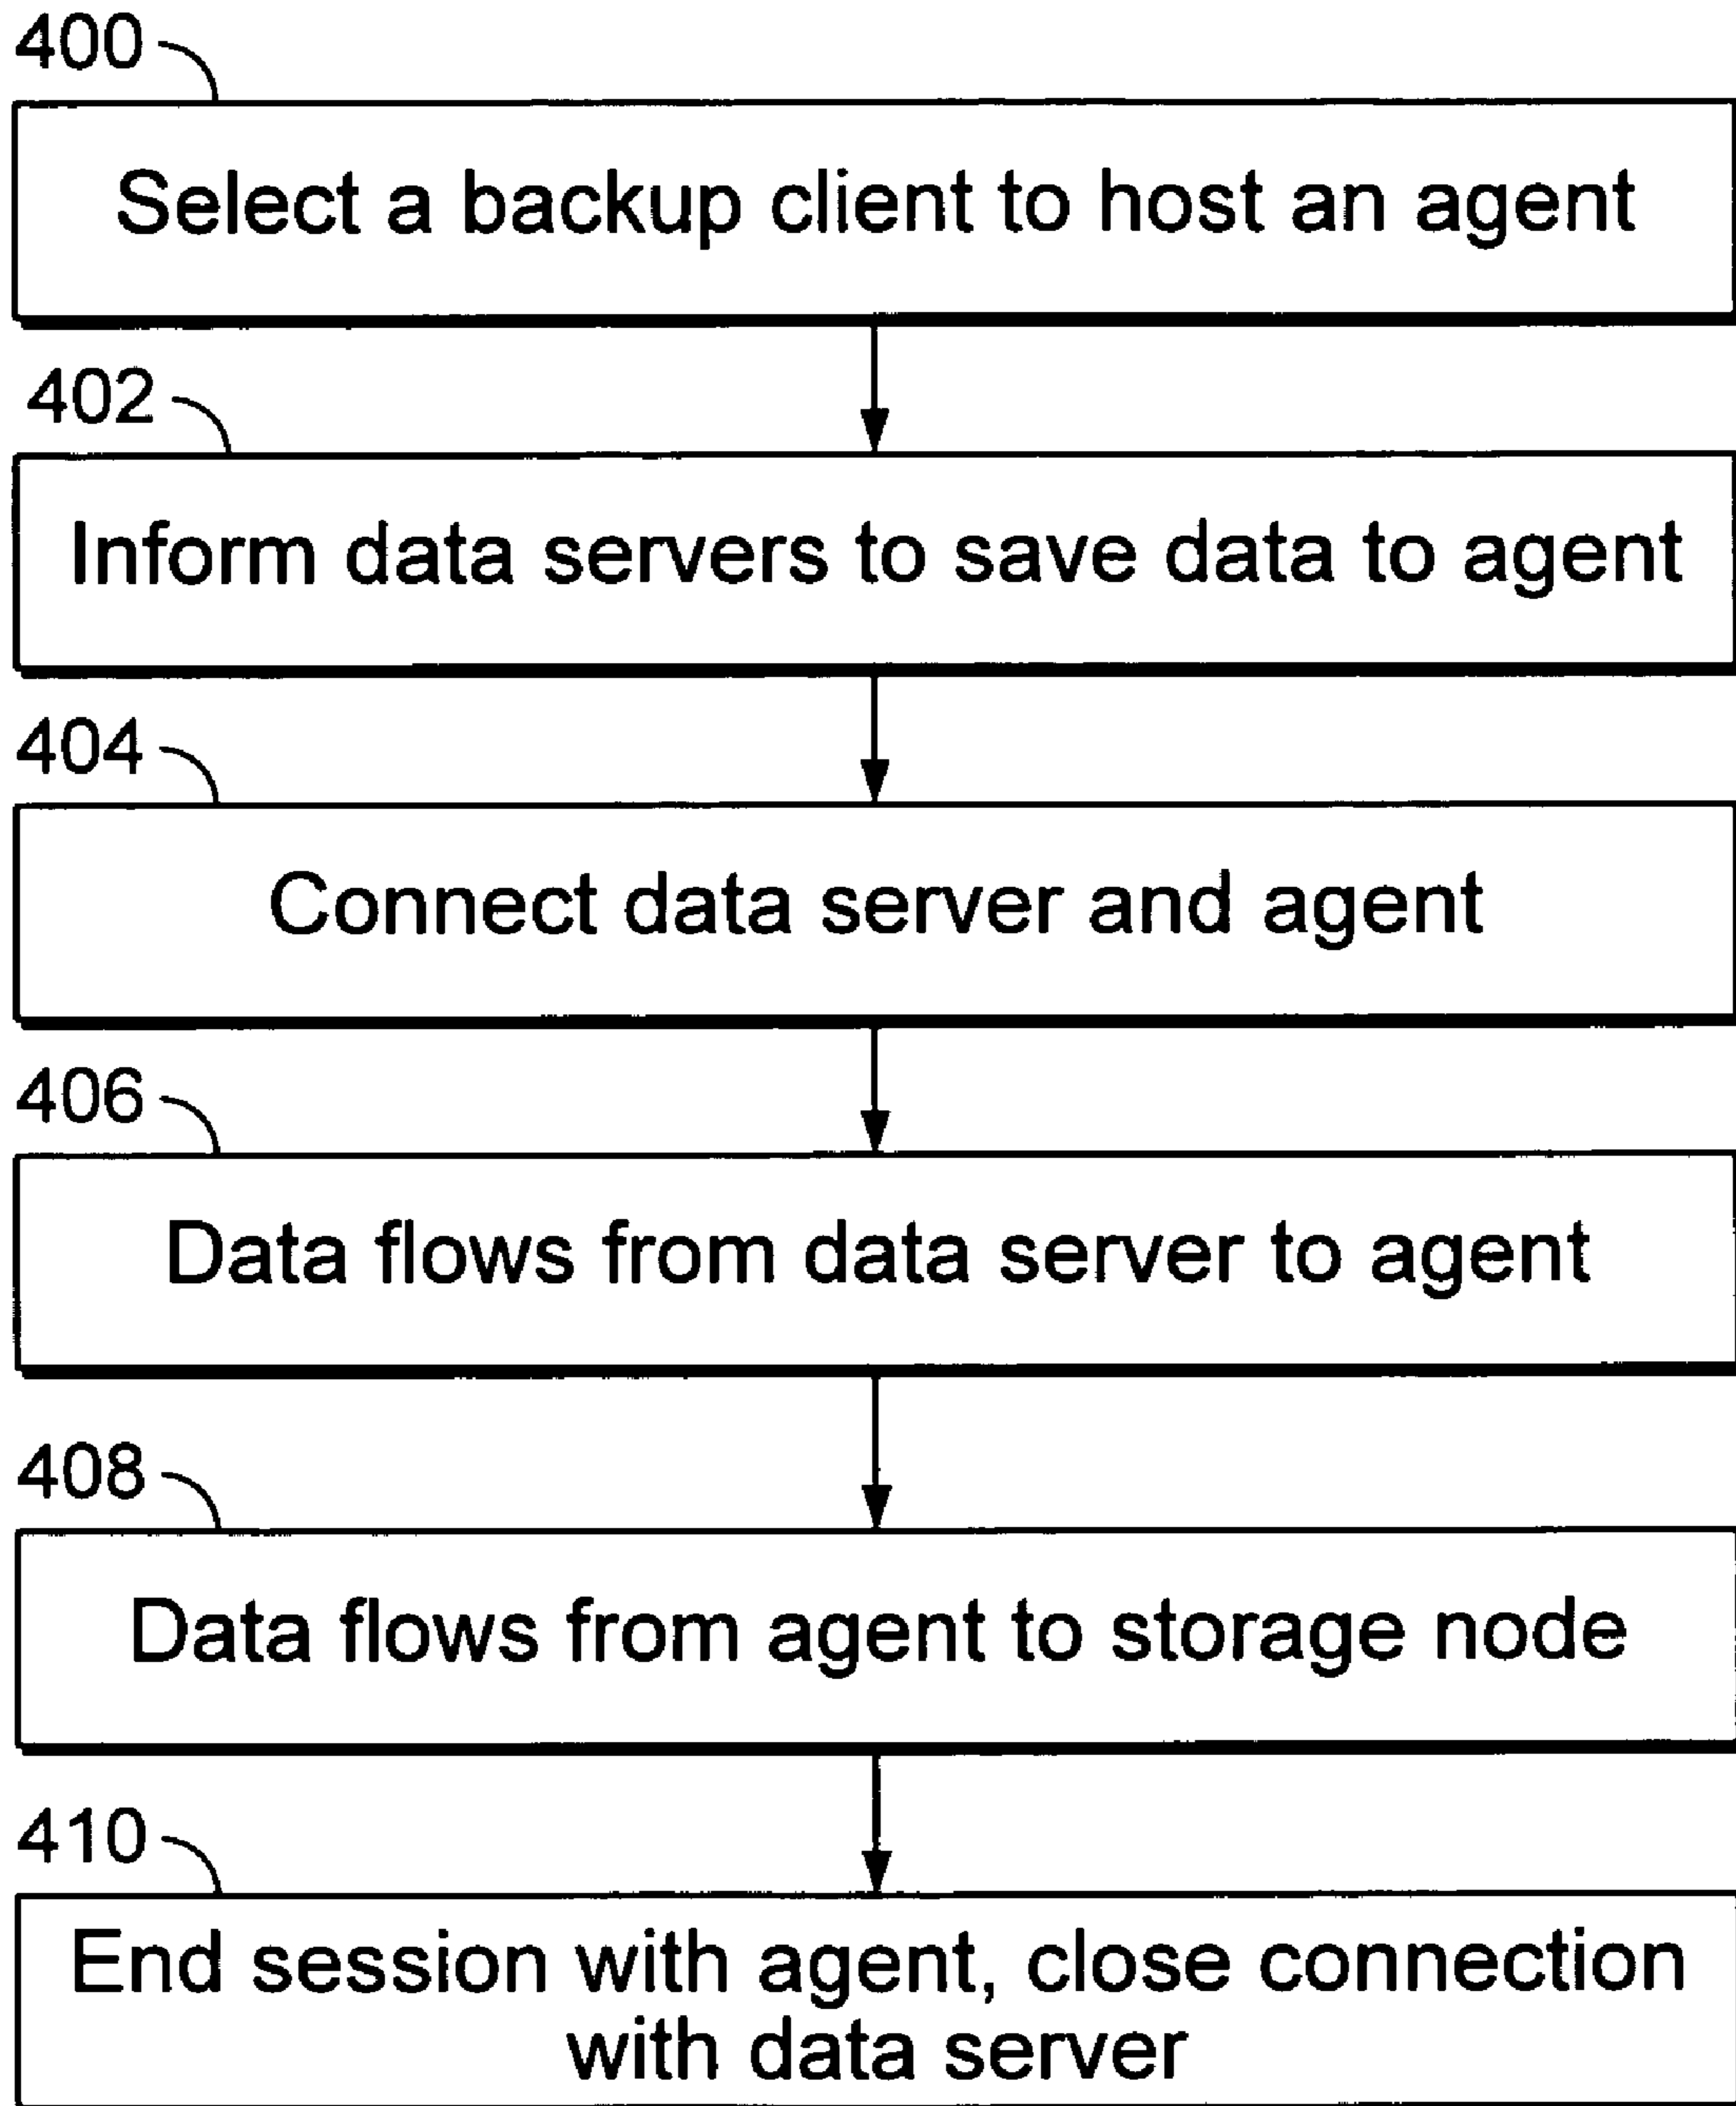 400
Select a backup client to host an agent
402
Inform data servers to save data to agent
404
Connect data server and agent
406
Data flows from data server to agent
408
Data flows from agent to storage node
410
End session with agent, close connection
with data server